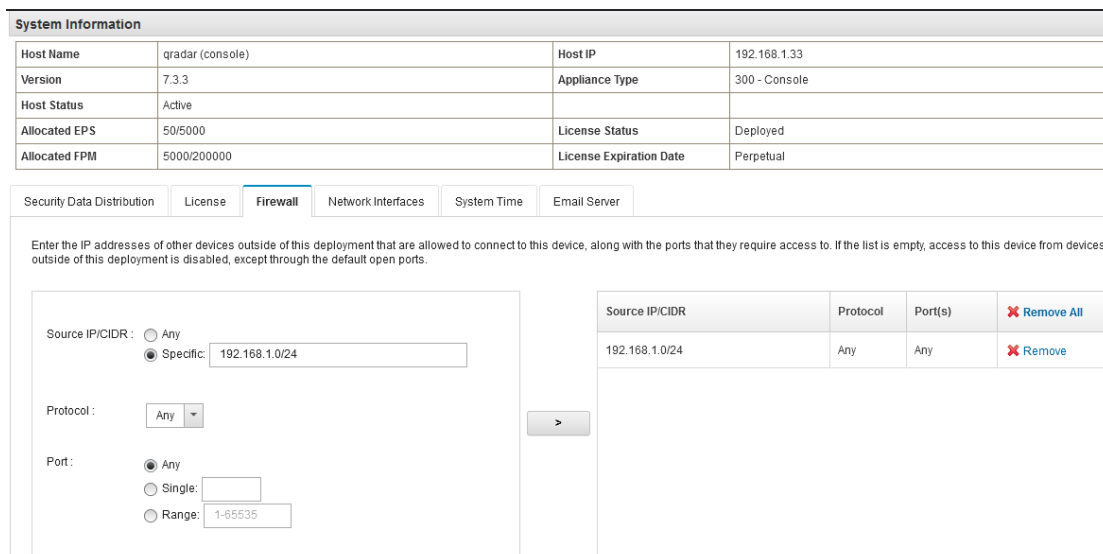 System Information
Host Name qradar (console) Host IP 192.168.1.33
Version 7.3.3 Appliance Type 300 - Console
Host Status Active
Allocated EPS 50/5000 License Status Deployed
Allocated FPM 5000/200000 License Expiration Date Perpetual
Security Data Distribution License Firewall Network Interfaces System Time Email Server
Enter the IP addresses of other devices outside of this deployment that are allowed to connect to this device, along with the ports that they require access to. If the list is empty, access to this device from devices
outside of this deployment is disabled, except through the default open ports.
Source IP/CIDR Protocol Port(s) Remove All
Source IP/CIDR : Any
Specific: 192.168.1.0/24
192.168.1.0/24 Any Any Remove
Protocol : Any
>
Port : Any
Single:
Range: 1-65535